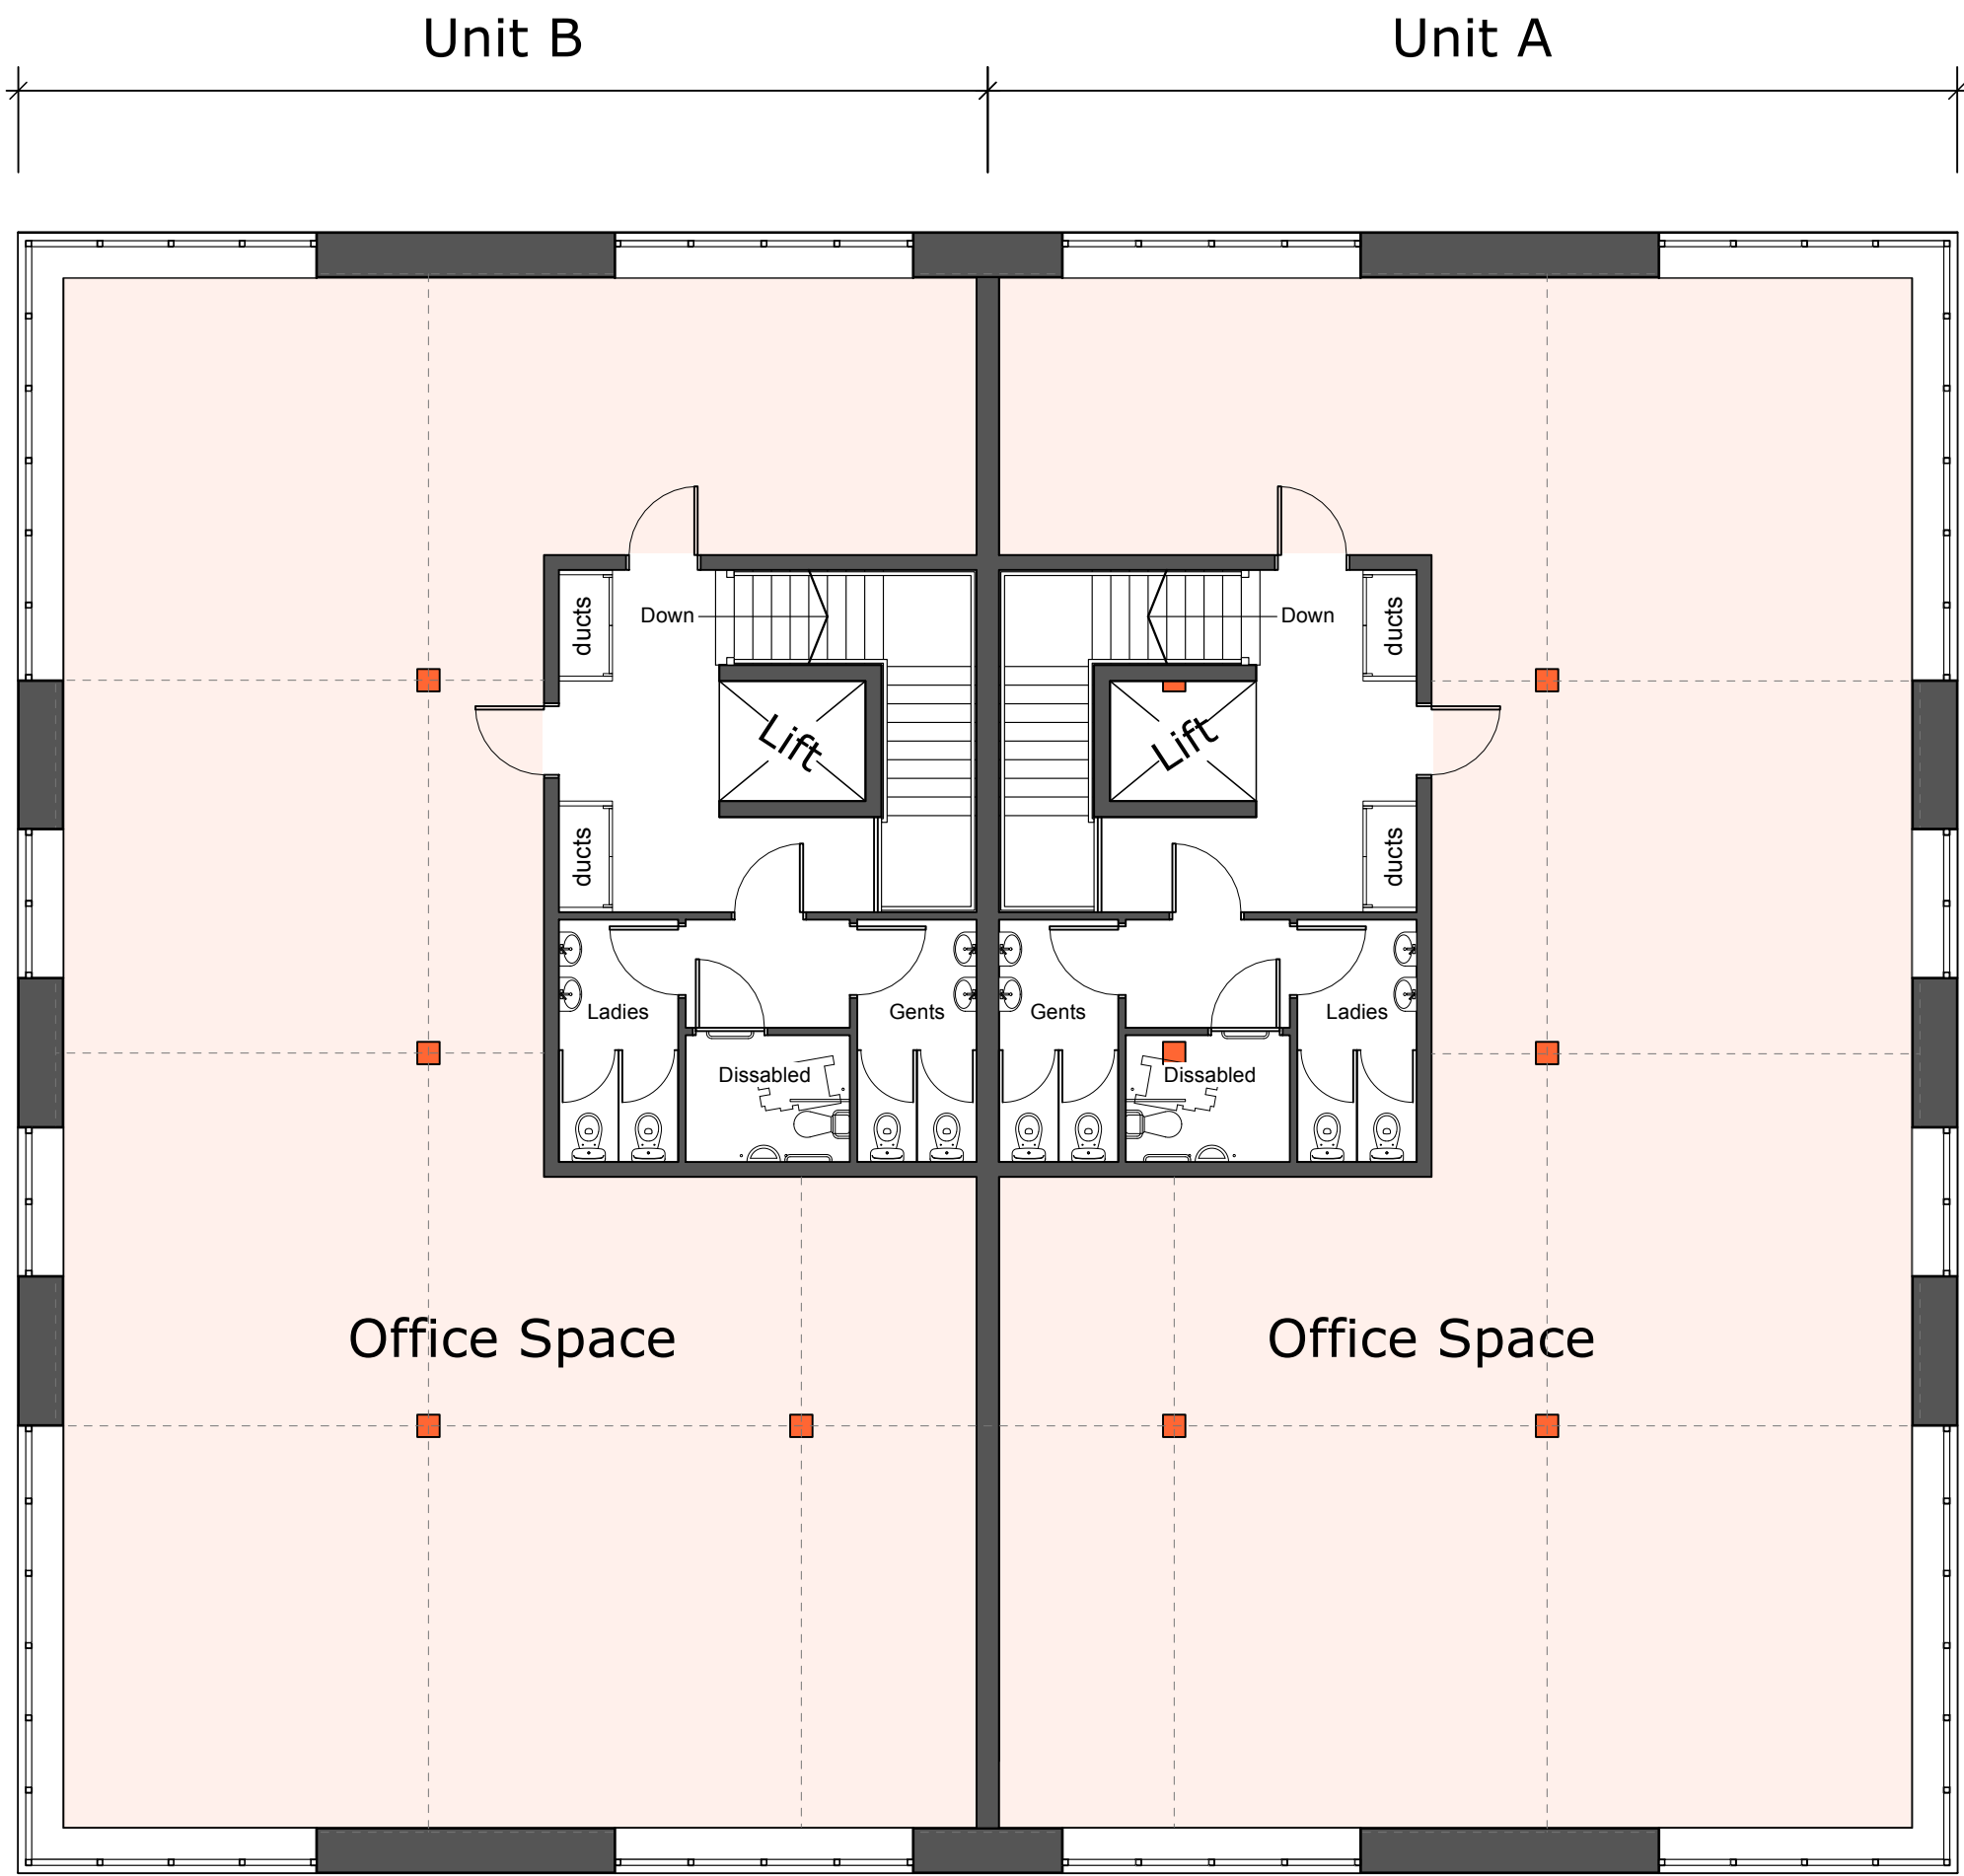 Unit B
Unit A
Down
ducts
Lift
ducts
Ladies
Dissabled
Gents
Down
ducts
Lift
ducts
Gents
Dissabled
Ladies
Office Space
Office Space